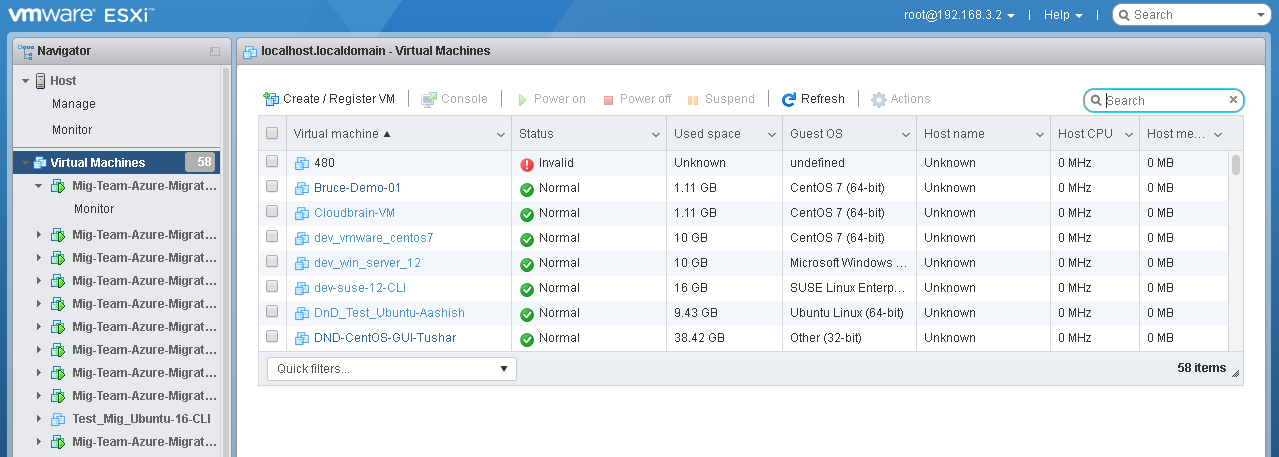 vmware ESXi root@192.168.3.2 Help Search
Navigator
Host
Manage
Monitor
Virtual Machines 58
Mig-Team-Azure-Migrat...
Monitor
Mig-Team-Azure-Migrat...
Mig-Team-Azure-Migrat...
Mig-Team-Azure-Migrat...
Mig-Team-Azure-Migrat...
Mig-Team-Azure-Migrat...
Mig-Team-Azure-Migrat...
Mig-Team-Azure-Migrat...
Mig-Team-Azure-Migrat...
Test_Mig_Ubuntu-16-CLI
Mig-Team-Azure-Migrat...
localhost.localdomain - Virtual Machines
Create / Register VM Console Power on Power off Suspend Refresh Actions Search
Virtual machine Status Used space Guest OS Host name Host CPU Host me...
480 Invalid Unknown undefined Unknown 0 MHz 0 MB
Bruce-Demo-01 Normal 1.11 GB CentOS 7 (64-bit) Unknown 0 MHz 0 MB
Cloudbrain-VM Normal 1.11 GB CentOS 7 (64-bit) Unknown 0 MHz 0 MB
dev_vmware_centos7 Normal 10 GB CentOS 7 (64-bit) Unknown 0 MHz 0 MB
dev_win_server_12 Normal 10 GB Microsoft Windows ... Unknown 0 MHz 0 MB
dev-suse-12-CLI Normal 16 GB SUSE Linux Enterp... Unknown 0 MHz 0 MB
DnD_Test_Ubuntu-Aashish Normal 9.43 GB Ubuntu Linux (64-bit) Unknown 0 MHz 0 MB
DND-CentOS-GUI-Tushar Normal 38.42 GB Other (32-bit) Unknown 0 MHz 0 MB
Quick filters... 58 items